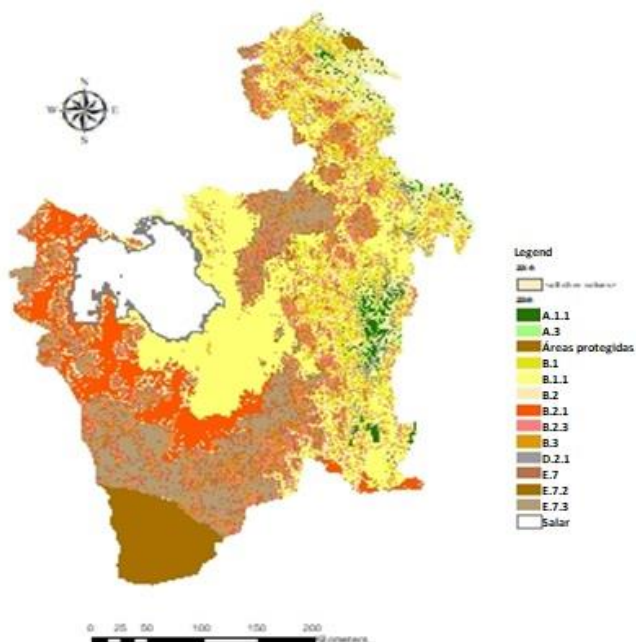 N
W E
S
Legend
A.1.1
A.3
Áreas protegidas
B.1
B.1.1
B.2
B.2.1
B.2.3
B.3
D.2.1
E.7
E.7.2
E.7.3
Salar
0 25 50 100 150 200